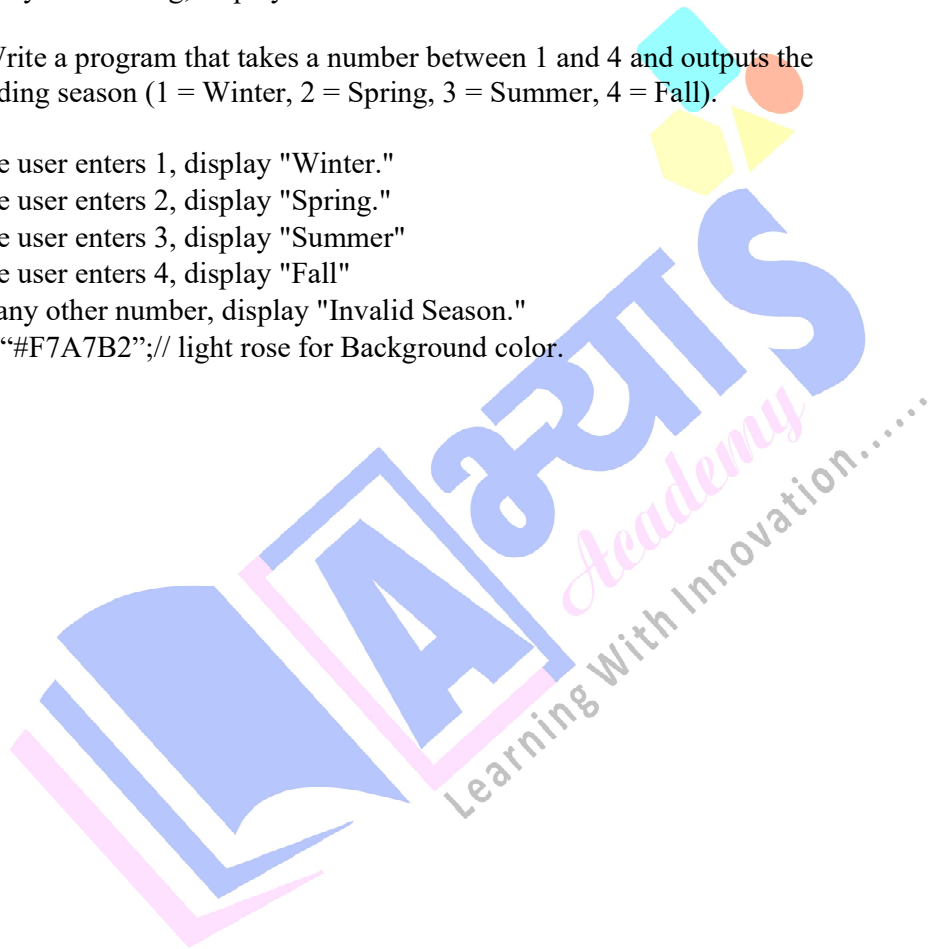 Write a program that takes a number between 1 and 4 and outputs the
ding season (1 = Winter, 2 = Spring, 3 = Summer, 4 = Fall).
e user enters 1, display "Winter."
e user enters 2, display "Spring."
e user enters 3, display "Summer"
e user enters 4, display "Fall"
any other number, display "Invalid Season."
“#F7A7B2”;// light rose for Background color.
अभ्यास
Academy
Learning With Innovation......